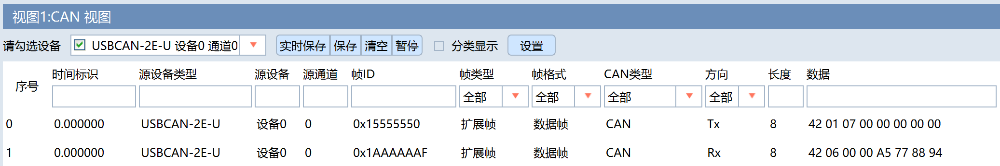 视图1:CAN 视图
请勾选设备 USBCAN-2E-U 设备0 通道0 实时保存 保存 清空 暂停 分类显示 设置
序号 时间标识 源设备类型 源设备 源通道 帧ID 帧类型 帧格式 CAN类型 方向 长度 数据
全部 全部 全部 全部
0 0.000000 USBCAN-2E-U 设备0 0 0x15555550 扩展帧 数据帧 CAN Tx 8 42 01 07 00 00 00 00 00
1 0.000000 USBCAN-2E-U 设备0 0 0x1AAAAAAF 扩展帧 数据帧 CAN Rx 8 42 06 00 00 A5 77 88 94